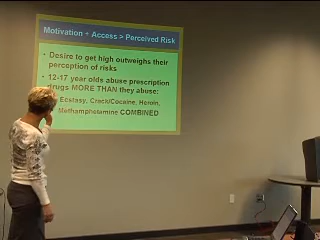 Motivation + Access > Perceived Risk
• Desire to get high outweighs their
perception of risks
• 12-17 year olds abuse prescription
drugs MORE THAN they abuse:
Ecstasy, Crack/Cocaine, Heroin,
Methamphetamine COMBINED